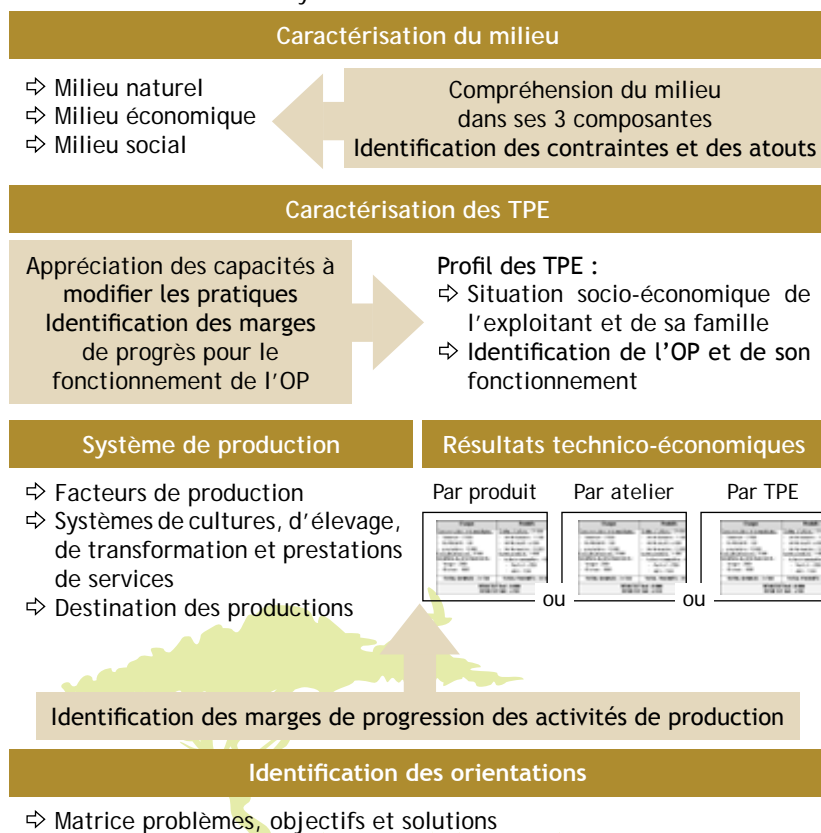 Caractérisation du milieu
⇨ Milieu naturel
⇨ Milieu économique
⇨ Milieu social
Compréhension du milieu
dans ses 3 composantes
Identification des contraintes et des atouts
Caractérisation des TPE
Appréciation des capacités à
modifier les pratiques
Identification des marges
de progrès pour le
fonctionnement de l'OP
Profil des TPE :
⇨ Situation socio-économique de
l'exploitant et de sa famille
⇨ Identification de l'OP et de son
fonctionnement
Système de production
⇨ Facteurs de production
⇨ Systèmes de cultures, d'élevage,
de transformation et prestations
de services
⇨ Destination des productions
Résultats technico-économiques
Par produit Par atelier Par TPE
ou ou
Identification des marges de progression des activités de production
Identification des orientations
⇨ Matrice problèmes, objectifs et solutions